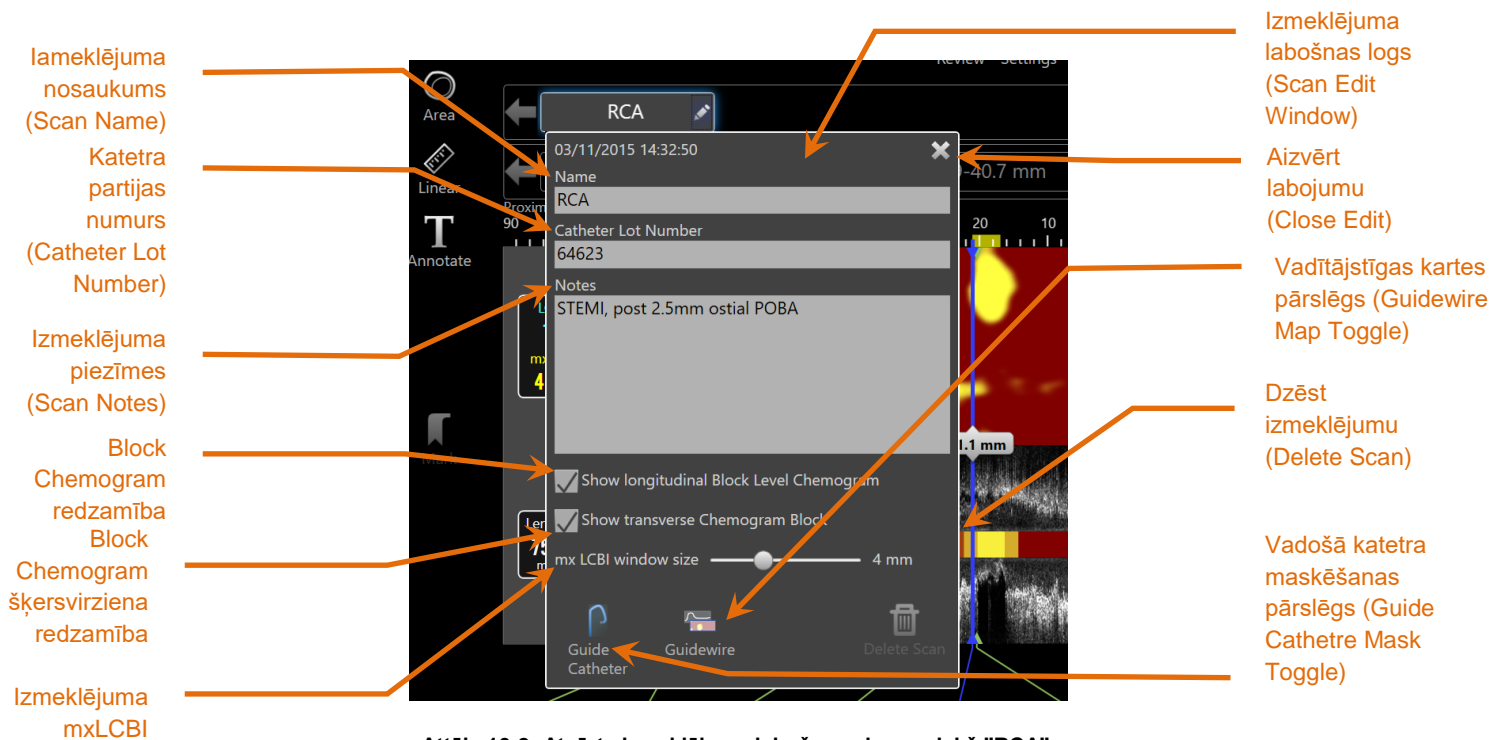 Iameklējuma
nosaukums
(Scan Name)
Katetra
partijas
numurs
(Catheter Lot
Number)
Izmeklējuma
piezīmes
(Scan Notes)
Block
Chemogram
redzamība
Block
Chemogram
šķersvirziena
redzamība
Izmeklējuma
mxLCBI
Review Settings
Area
RCA
Linear
Annotate
03/11/2015 14:32:50
Name
RCA
Catheter Lot Number
64623
Notes
STEMI, post 2.5mm ostial POBA
Show longitudinal Block Level Chemogram
Show transverse Chemogram Block
mx LCBI window size 4 mm
Guide
Catheter
Guidewire
Delete Scan
-40.7 mm
90
20 10
1.1 mm
Izmeklējuma
labošnas logs
(Scan Edit
Window)
Aizvērt
labojumu
(Close Edit)
Vadītājstīgas kartes
pārslēgs (Guidewire
Map Toggle)
Dzēst
izmeklējumu
(Delete Scan)
Vadošā katetra
maskēšanas
pārslēgs (Guide
Cathetre Mask
Toggle)